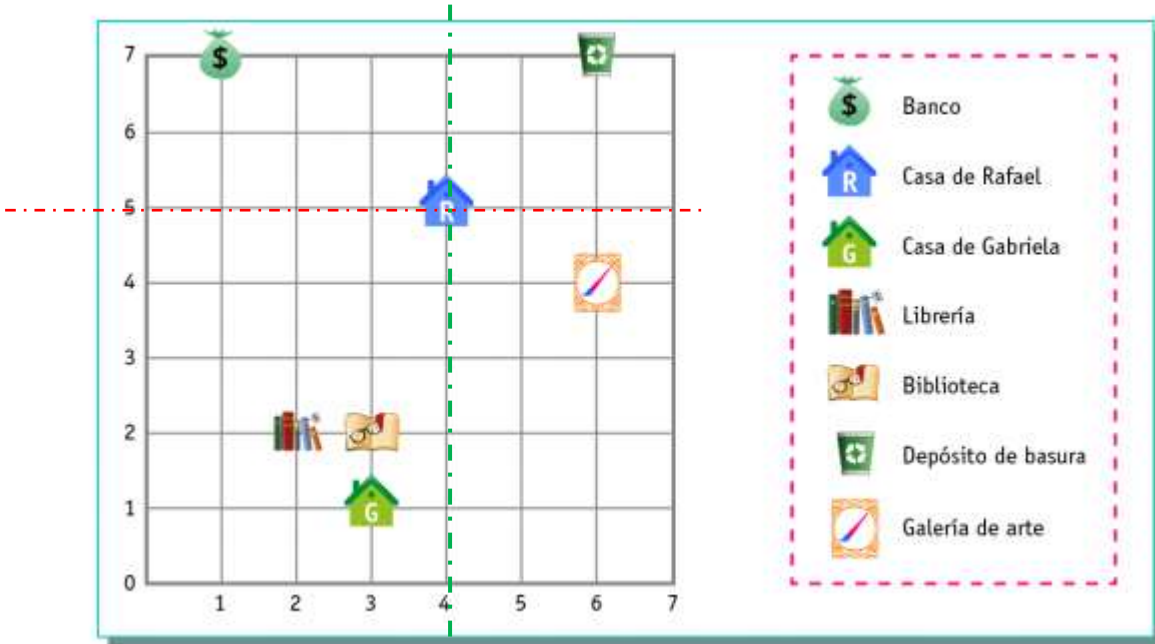 7
6
5
4
3
2
1
0
1 2 3 4 5 6 7
$
R
G
$ Banco
R Casa de Rafael
G Casa de Gabriela
Librería
Biblioteca
Depósito de basura
Galería de arte